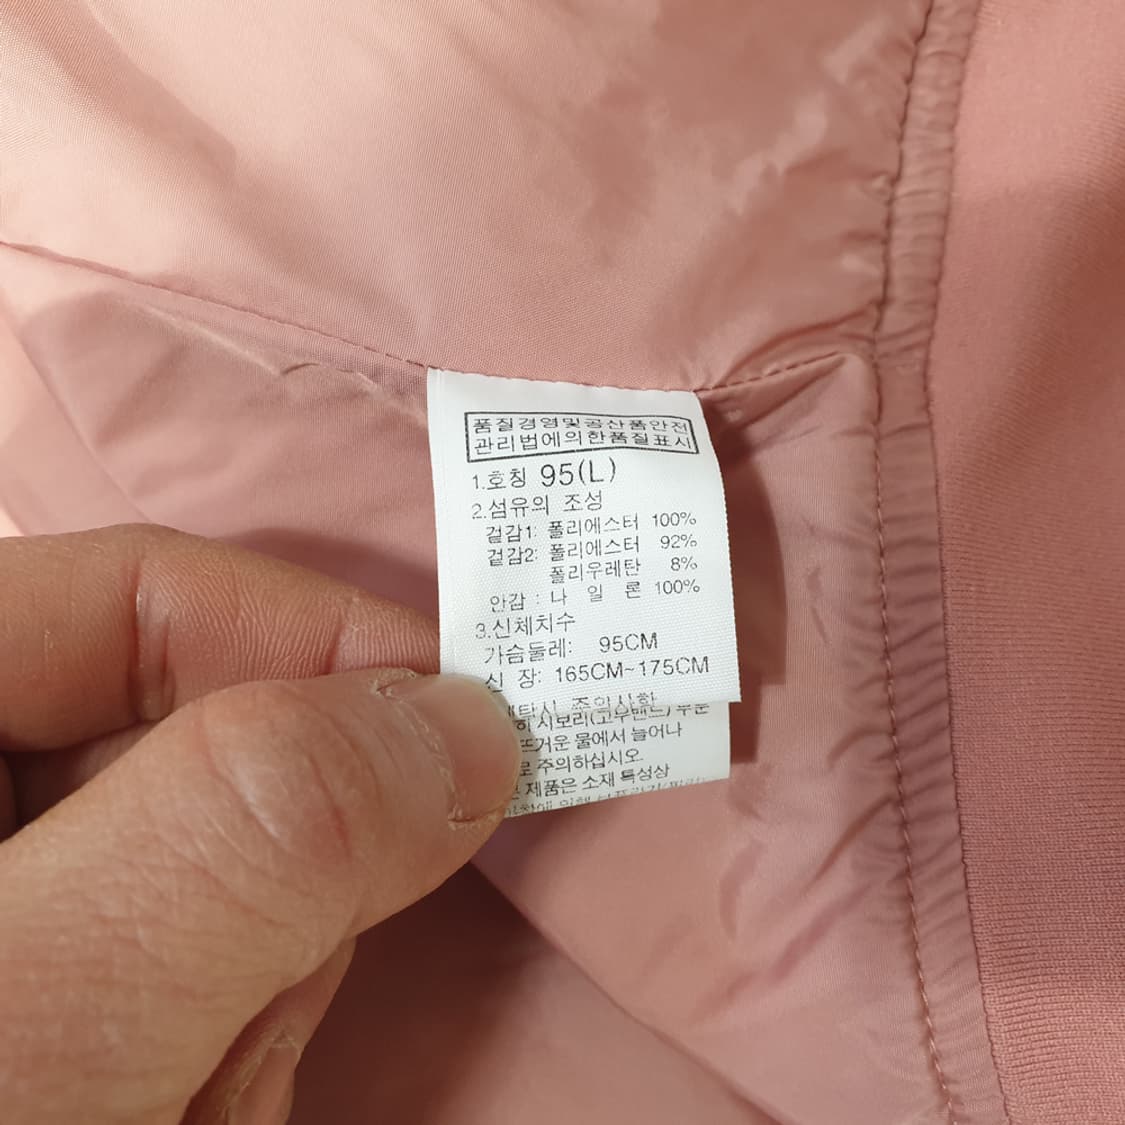 품질경영및공산품안전
관리법에의한품질표시
1.호칭 95(L)
2.섬유의 조성
겉감1: 폴리에스터 100%
겉감2: 폴리에스터 92%
폴리우레탄 8%
안감 : 나 일 론 100%
3.신체치수
가슴둘레: 95CM
신 장: 165CM~175CM
주의사항
시보리(고무밴드) 부분
뜨거운 물에서 늘어나
주의하십시오.
제품은 소재 특성상